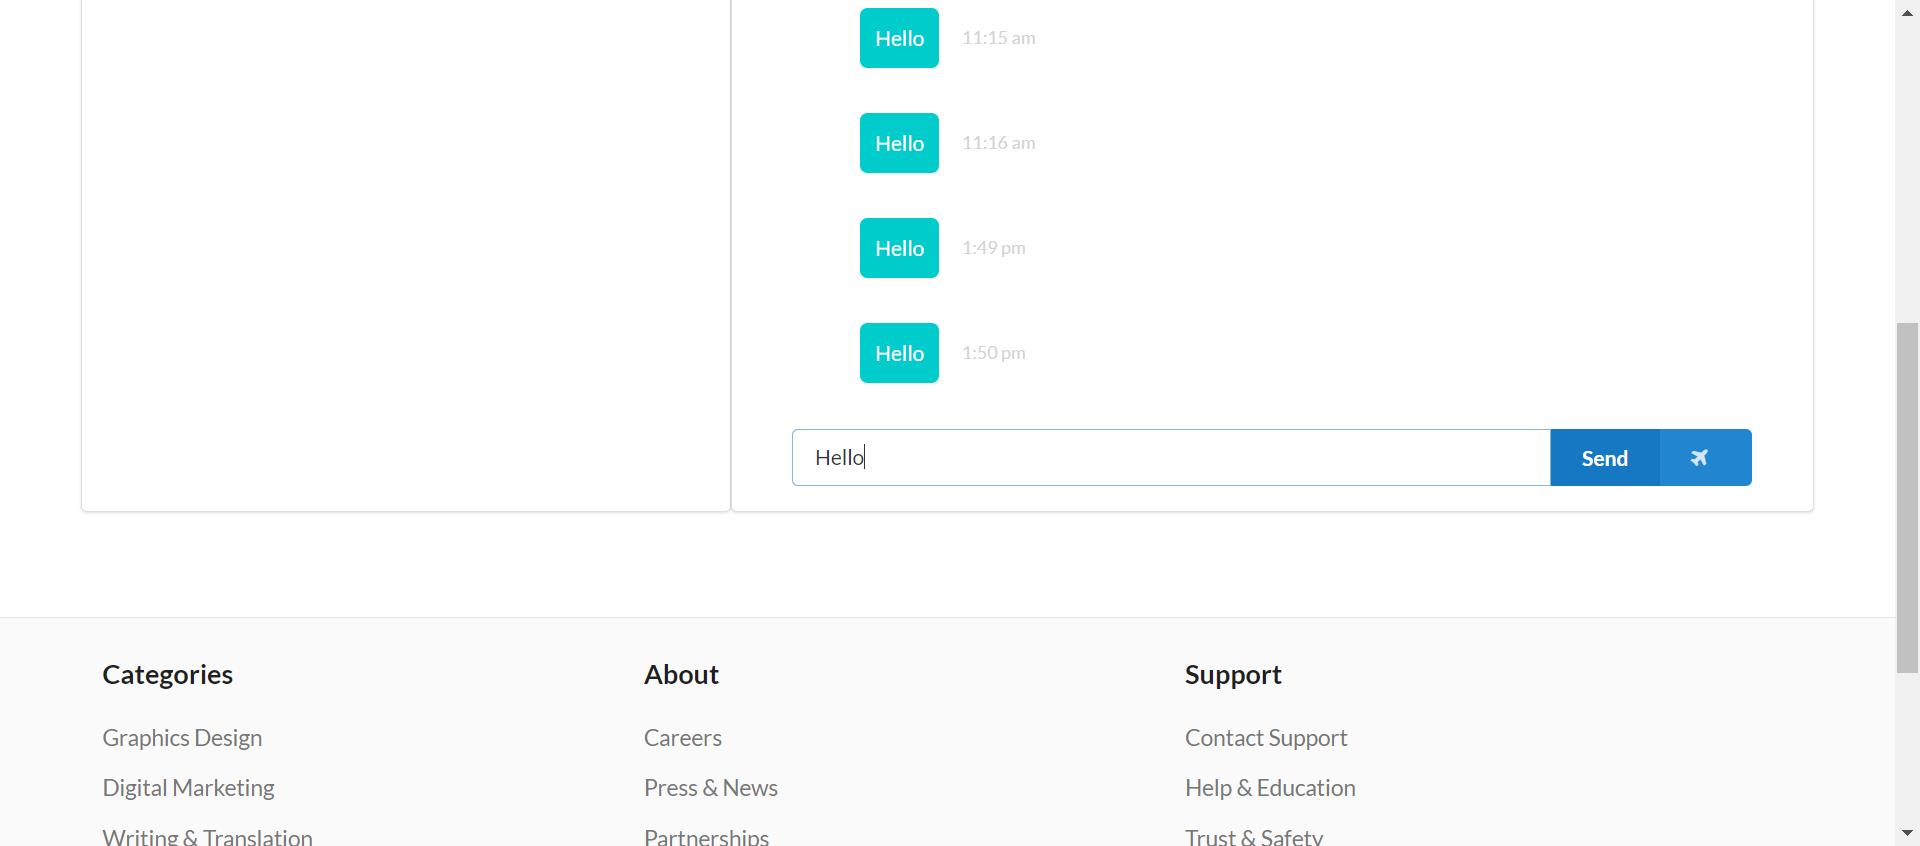 Hello 11:15 am
Hello 11:16 am
Hello 1:49 pm
Hello 1:50 pm
Hello Send
Categories About Support
Graphics Design Careers Contact Support
Digital Marketing Press & News Help & Education
Writing & Translation Partnerships Trust & Safety